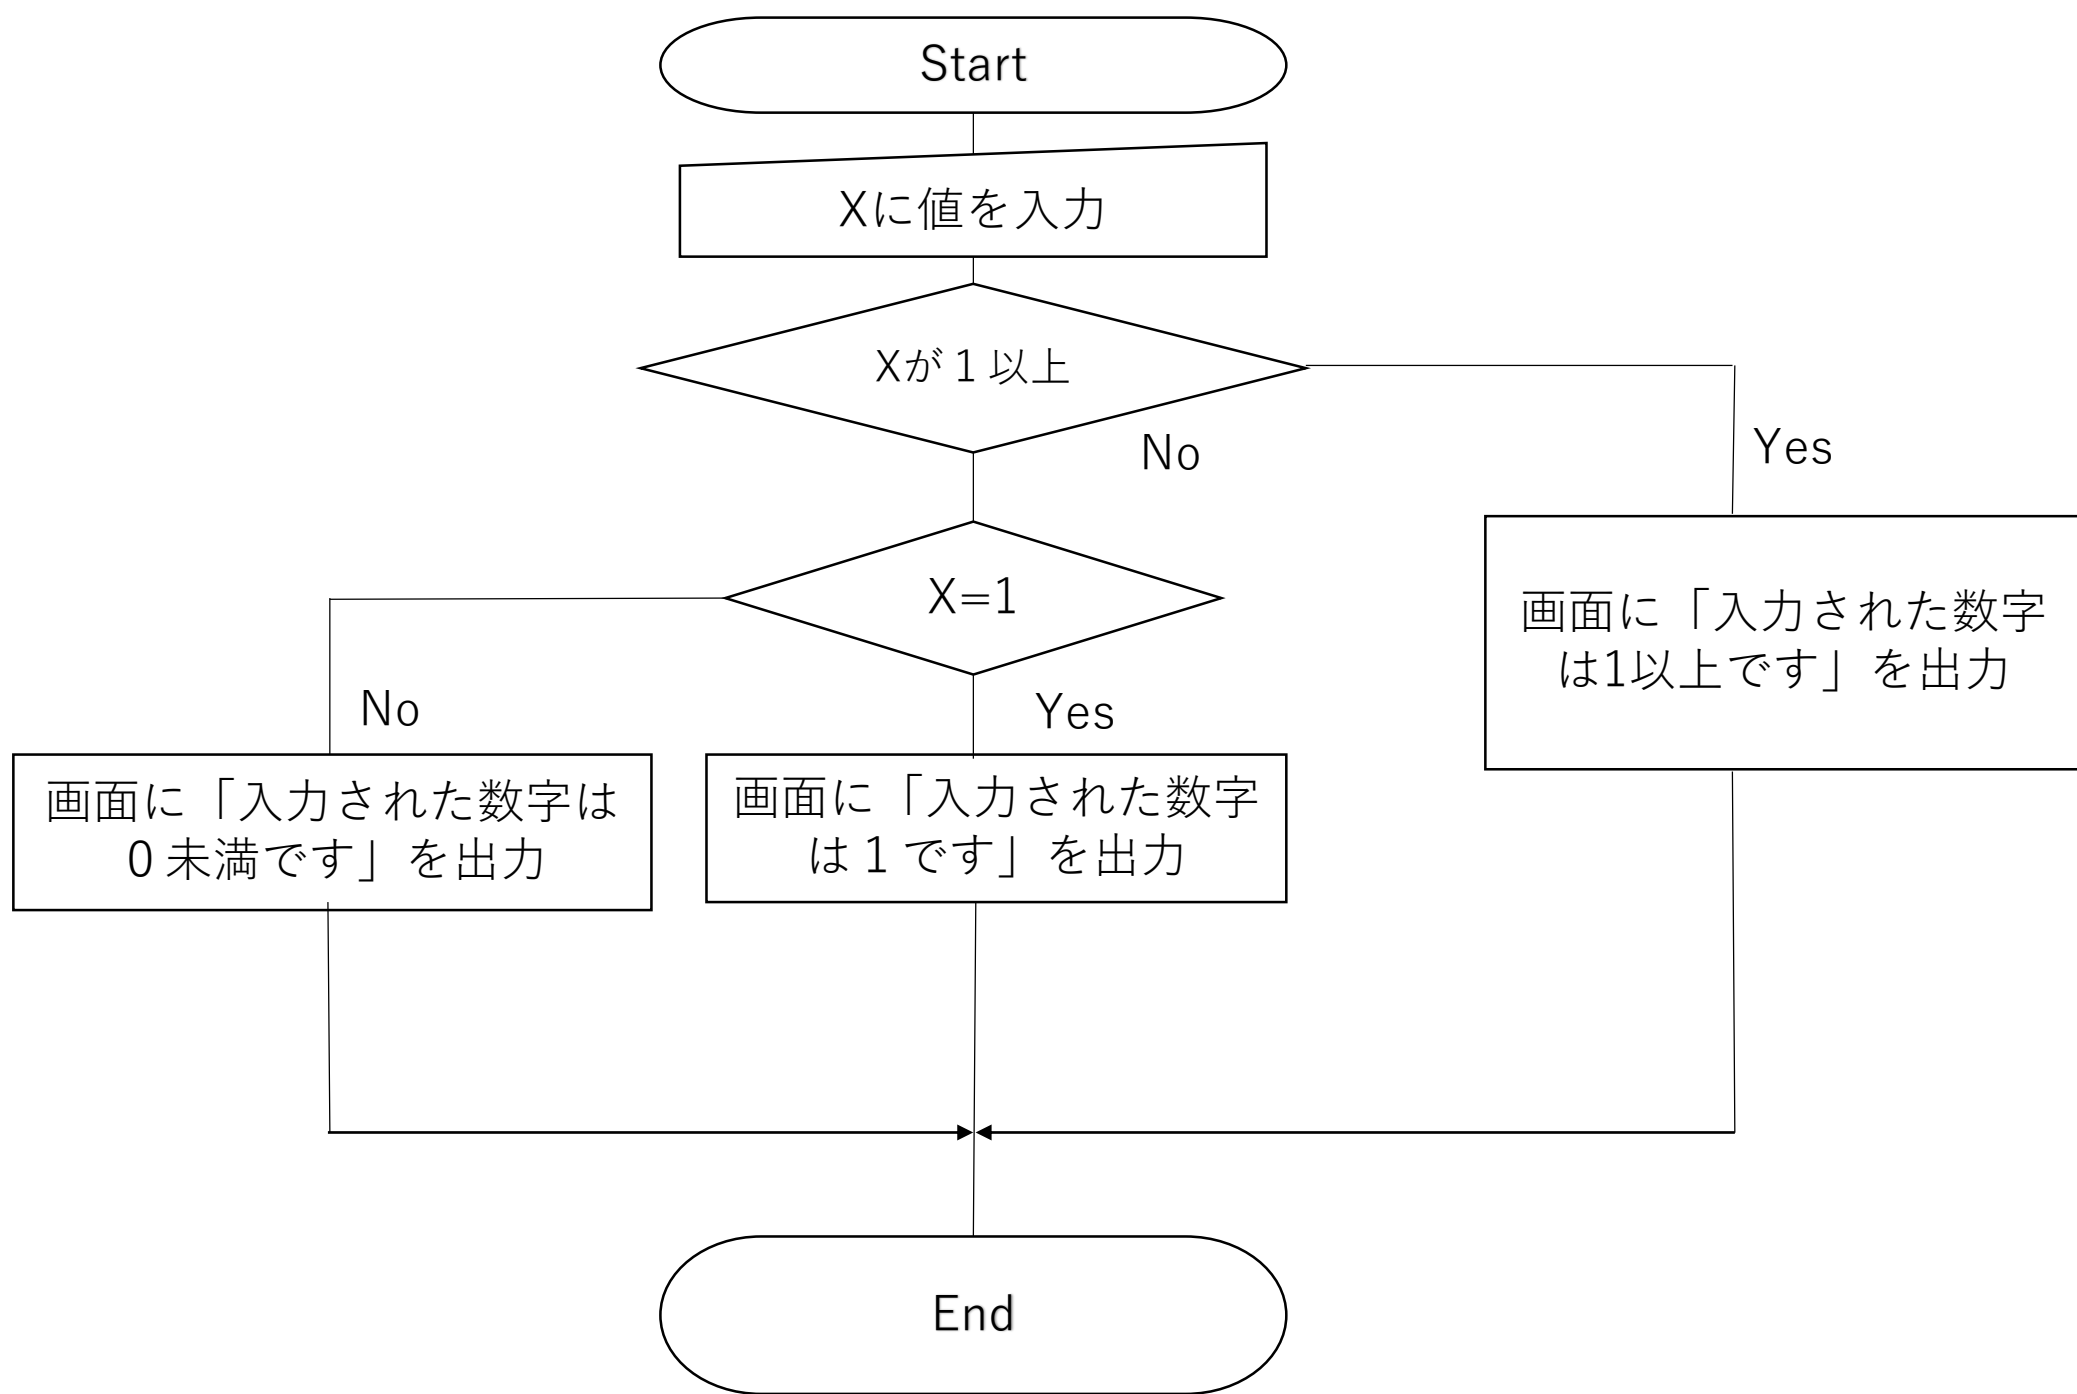 Start
Xに値を入力
Xが１以上
No
Yes
X=1
画面に「入力された数字
は1以上です」を出力
No
Yes
画面に「入力された数字は
０未満です」を出力
画面に「入力された数字
は１です」を出力
End